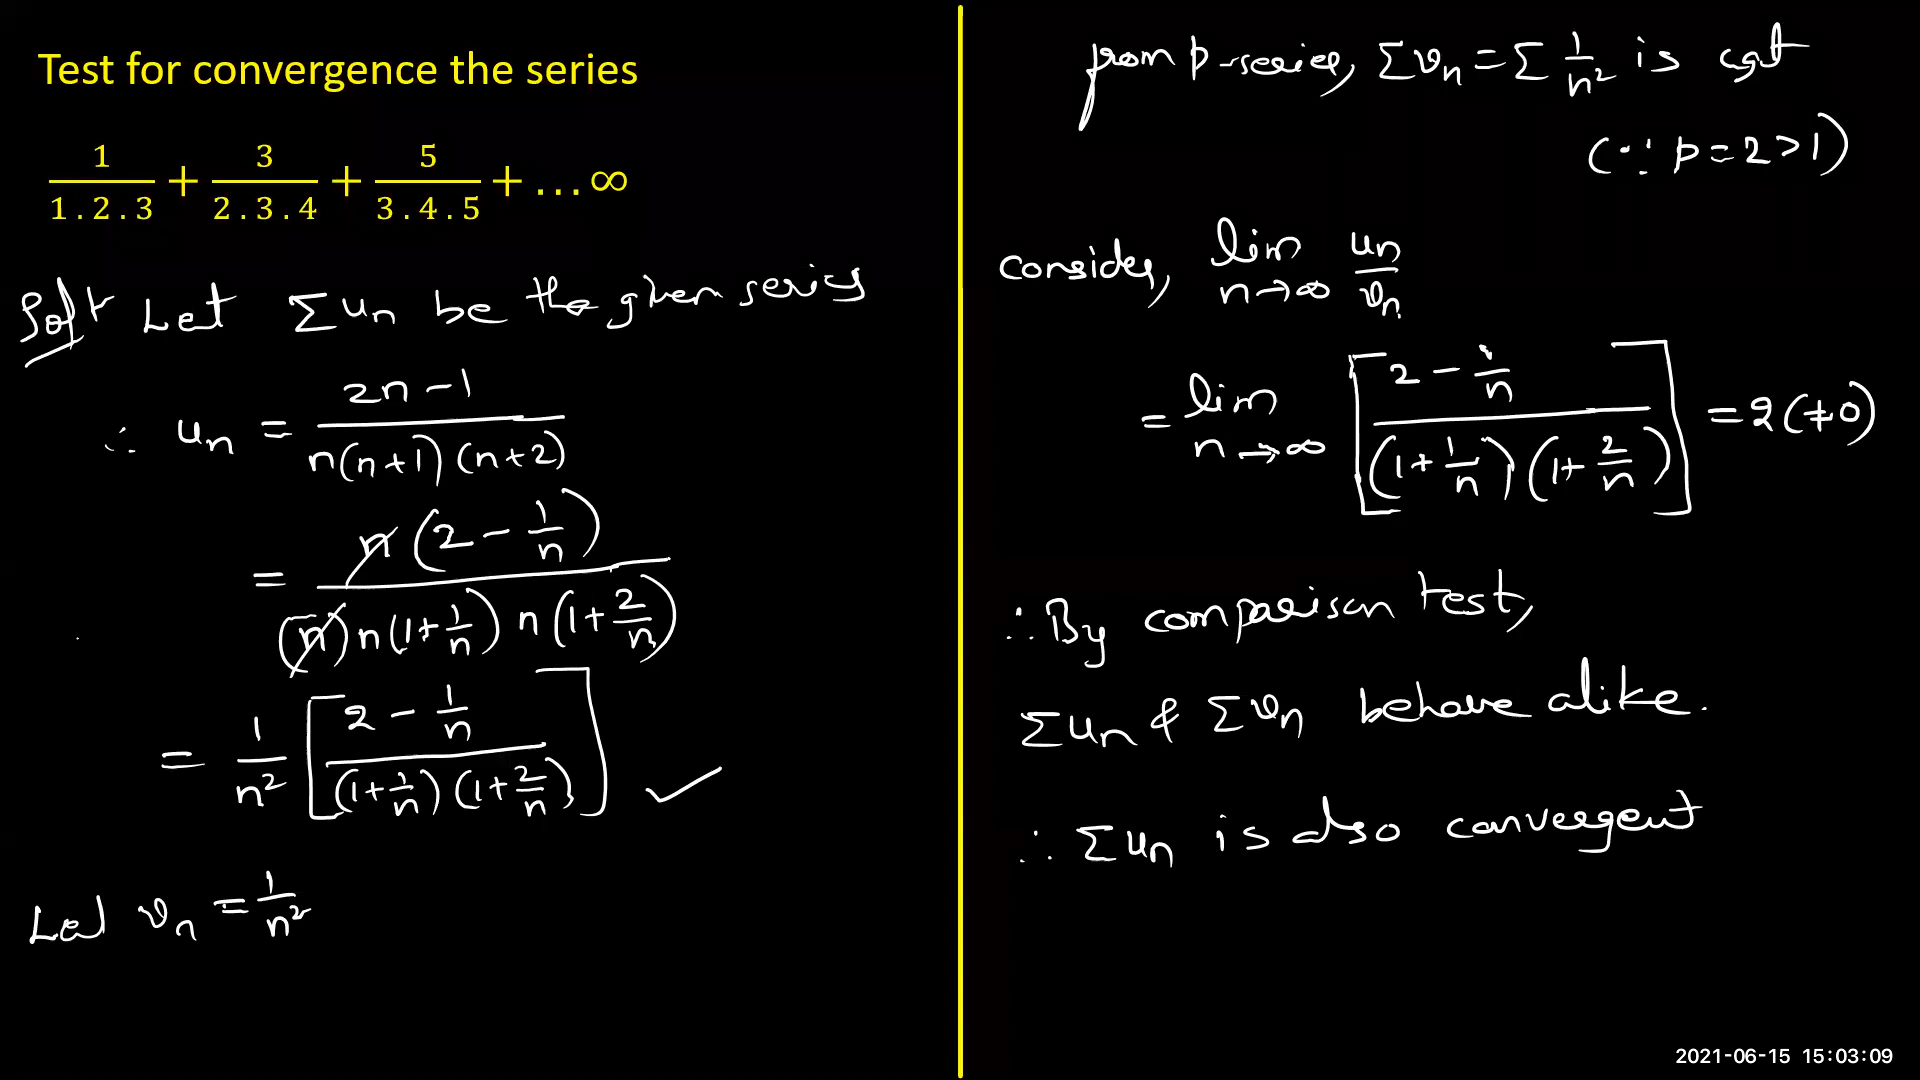 Test for convergence the series
1/1.2.3 + 3/2.3.4 + 5/3.4.5 + ...∞
Sol: Let Σun be the given series
∴ un = 2n-1/n(n+1)(n+2)
= n(2 - 1/n)/(n)n(1+1/n) n(1+2/n)
= 1/n² [2 - 1/n/(1+1/n)(1+2/n)] ✓
Let vn = 1/n²
from p-series, Σvn = Σ 1/n² is cgt
(∵ p = 2 > 1)
consider, lim n→∞ un/vn
= lim n→∞ [2 - 1/n/(1+1/n)(1+2/n)] = 2 (≠0)
∴ By comparison test,
Σun & Σvn behave alike.
∴ Σun is also convergent
2021-06-15 15:03:09